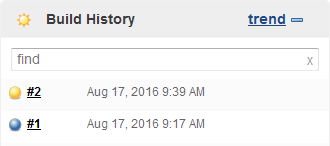 Build History trend
find x
#2 Aug 17, 2016 9:39 AM
#1 Aug 17, 2016 9:17 AM